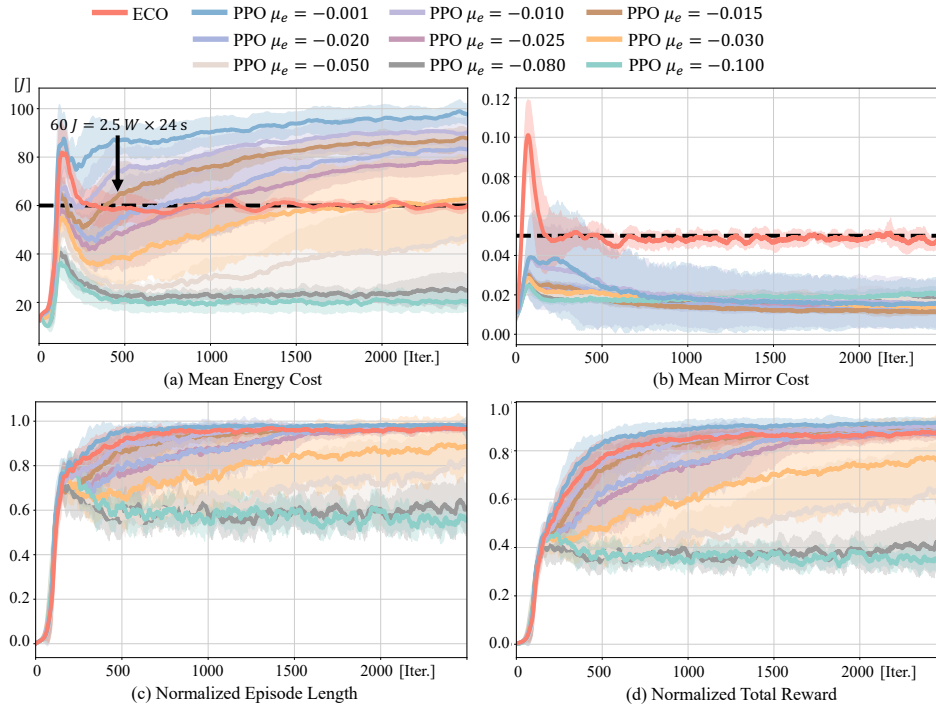 ECO PPO μₑ = −0.001 PPO μₑ = −0.010 PPO μₑ = −0.015
PPO μₑ = −0.020 PPO μₑ = −0.025 PPO μₑ = −0.030
PPO μₑ = −0.050 PPO μₑ = −0.080 PPO μₑ = −0.100
[J]
100
80
60
40
20
60 J = 2.5 W × 24 s
0 500 1000 1500 2000 [Iter.]
(a) Mean Energy Cost
0.12
0.10
0.08
0.06
0.04
0.02
0.00
0 500 1000 1500 2000 [Iter.]
(b) Mean Mirror Cost
1.0
0.8
0.6
0.4
0.2
0.0
0 500 1000 1500 2000 [Iter.]
(c) Normalized Episode Length
1.0
0.8
0.6
0.4
0.2
0.0
0 500 1000 1500 2000 [Iter.]
(d) Normalized Total Reward